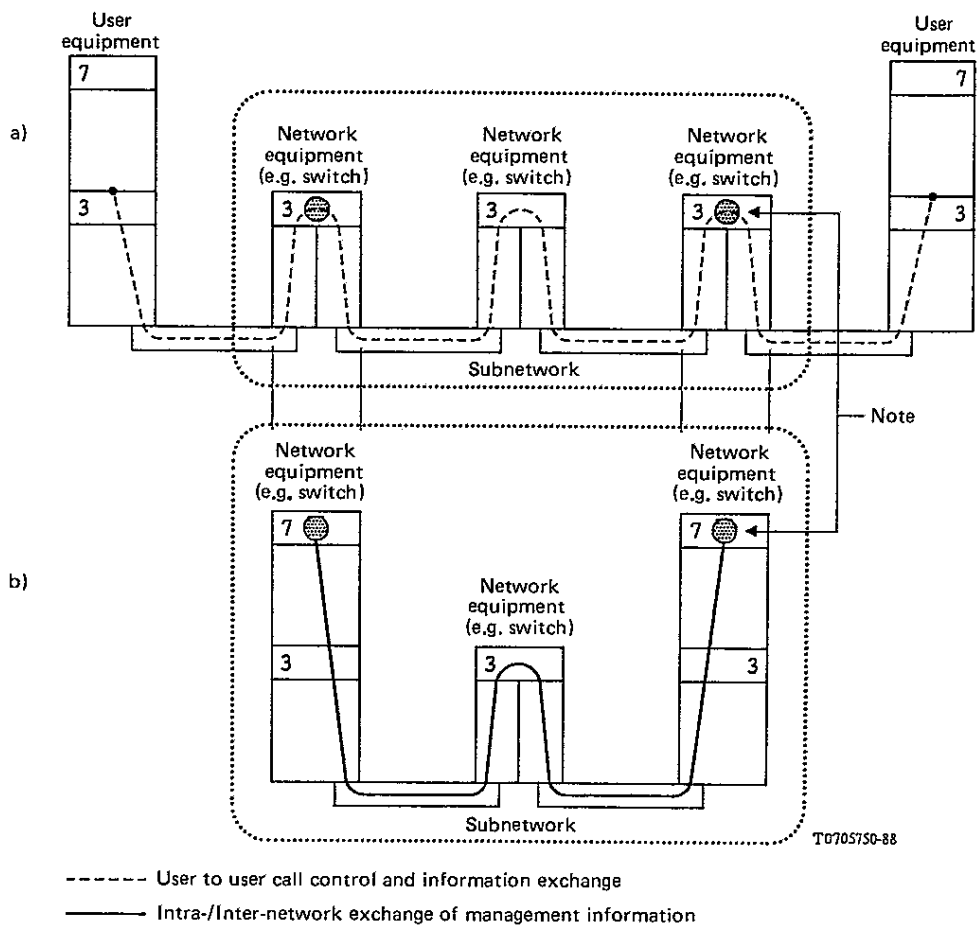 User
equipment
User
equipment
7
7
a)
Network
equipment
(e.g. switch)
Network
equipment
(e.g. switch)
Network
equipment
(e.g. switch)
3
3
3
3
3
Subnetwork
Note
Network
equipment
(e.g. switch)
Network
equipment
(e.g. switch)
7
7
b)
Network
equipment
(e.g. switch)
3
3
3
Subnetwork
T0705750-88
User to user call control and information exchange
Intra-/Inter-network exchange of management information